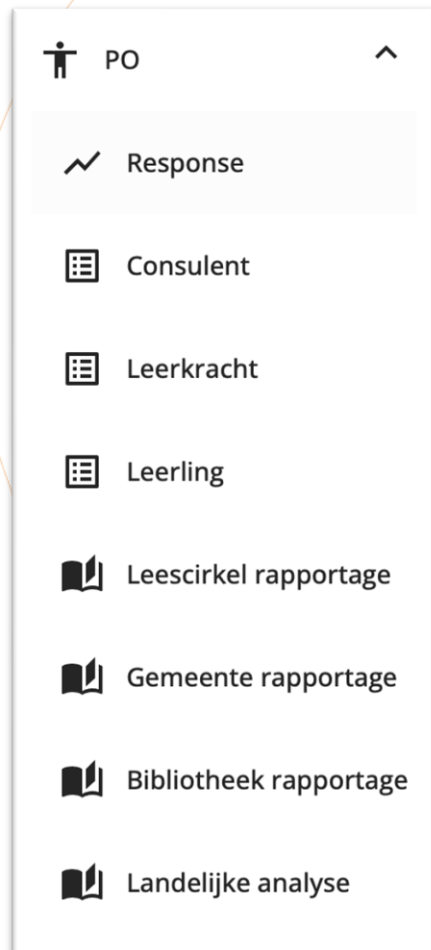 PO
Response
Consulent
Leerkracht
Leerling
Leescirkel rapportage
Gemeente rapportage
Bibliotheek rapportage
Landelijke analyse